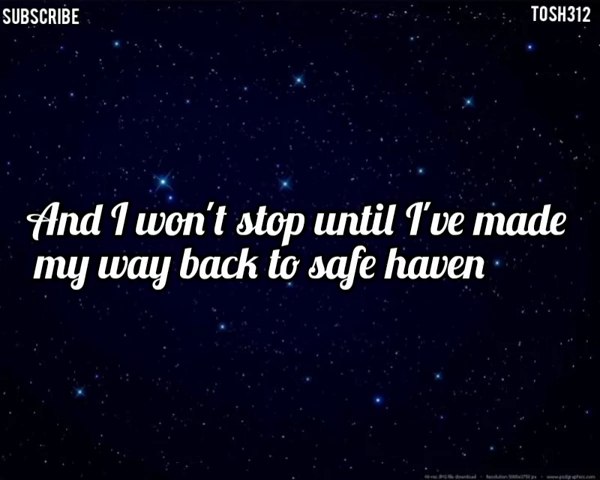 SUBSCRIBE
TOSH312
And I won't stop until I've made
my way back to safe haven